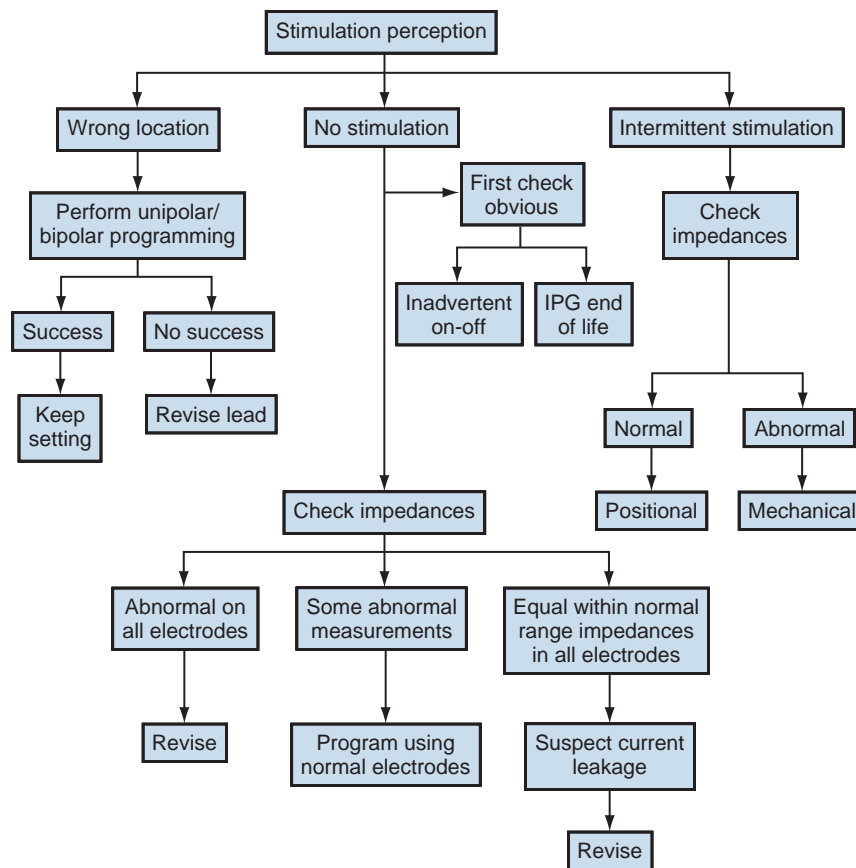 Stimulation perception
Wrong location
No stimulation
Intermittent stimulation
First check
obvious
Perform unipolar/
bipolar programming
Check
impedances
Inadvertent
on-off
IPG end
of life
Success
No success
Keep
setting
Revise lead
Normal
Abnormal
Positional
Mechanical
Check impedances
Abnormal on
all electrodes
Some abnormal
measurements
Equal within normal
range impedances
in all electrodes
Revise
Program using
normal electrodes
Suspect current
leakage
Revise